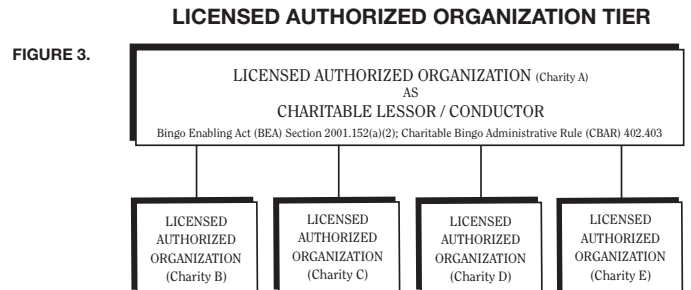 LICENSED AUTHORIZED ORGANIZATION TIER
FIGURE 3.
LICENSED AUTHORIZED ORGANIZATION (Charity A)
AS
CHARITABLE LESSOR / CONDUCTOR
Bingo Enabling Act (BEA) Section 2001.152(a)(2); Charitable Bingo Administrative Rule (CBAR) 402.403
LICENSED
AUTHORIZED
ORGANIZATION
(Charity B)
LICENSED
AUTHORIZED
ORGANIZATION
(Charity C)
LICENSED
AUTHORIZED
ORGANIZATION
(Charity D)
LICENSED
AUTHORIZED
ORGANIZATION
(Charity E)